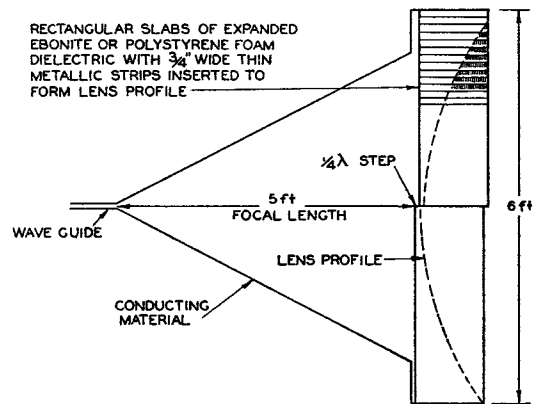 RECTANGULAR SLABS OF EXPANDED
EBONITE OR POLYSTYRENE FOAM
DIELECTRIC WITH ¾" WIDE THIN
METALLIC STRIPS INSERTED TO
FORM LENS PROFILE
¼λ STEP
5 ft
FOCAL LENGTH
6 ft
WAVE GUIDE
LENS PROFILE
CONDUCTING
MATERIAL